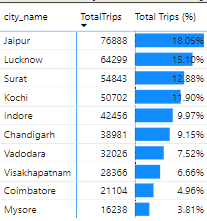 city_name TotalTrips Total Trips (%)
Jaipur 76888 18.05%
Lucknow 64299 15.10%
Surat 54843 12.88%
Kochi 50702 11.90%
Indore 42456 9.97%
Chandigarh 38981 9.15%
Vadodara 32026 7.52%
Visakhapatnam 28366 6.66%
Coimbatore 21104 4.96%
Mysore 16238 3.81%